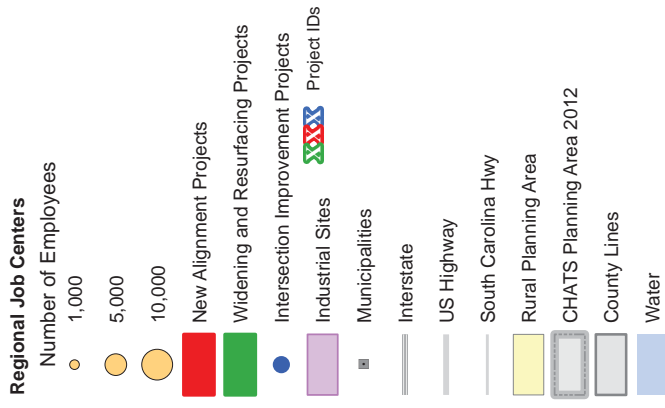 Regional Job Centers
Number of Employees
1,000
5,000
10,000
New Alignment Projects
Widening and Resurfacing Projects
Intersection Improvement Projects
XXX Project IDs
Industrial Sites
Municipalities
Interstate
US Highway
South Carolina Hwy
Rural Planning Area
CHATS Planning Area 2012
County Lines
Water